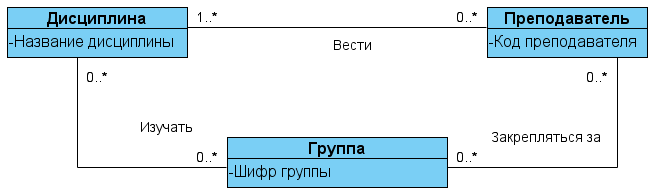 Дисциплина 1..* 0..* Преподаватель
-Название дисциплины Вести -Код преподавателя
0..* 0..*
Изучать Закрепляться за
0..* Группа 0..*
-Шифр группы